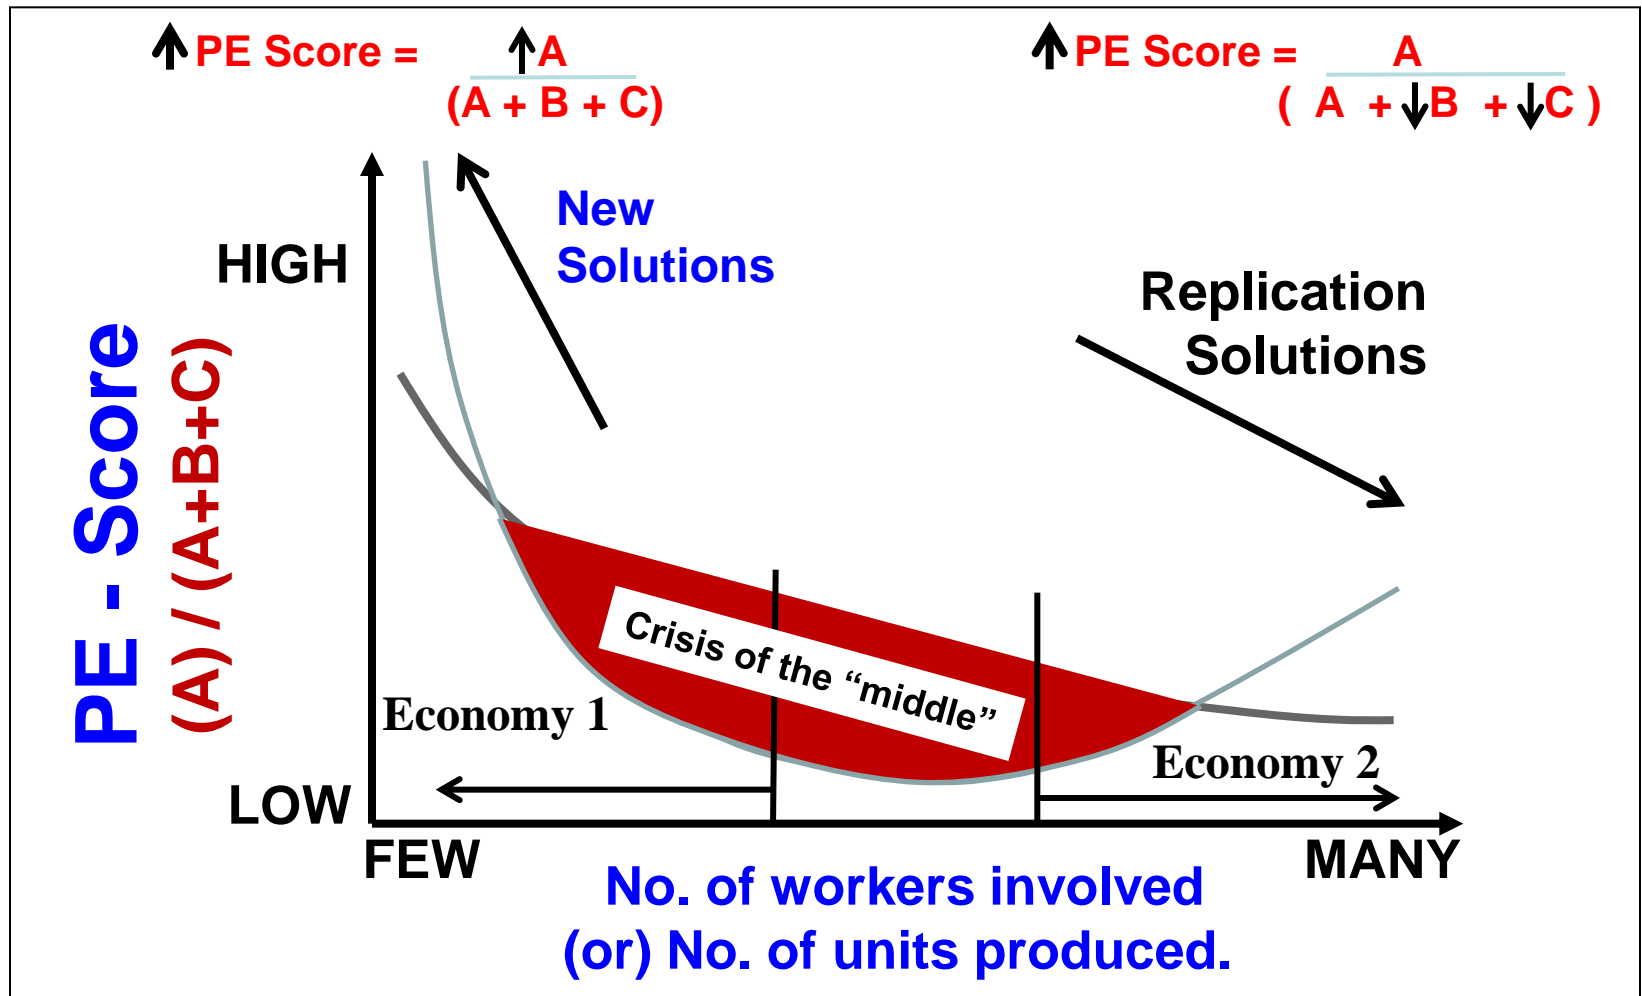 ↑ PE Score = ↑A
(A + B + C)
↑ PE Score = A
( A + ↓B + ↓C )
New
Solutions
HIGH
Replication
Solutions
PE - Score
(A) / (A+B+C)
Crisis of the “middle”
Economy 1
Economy 2
LOW
FEW
MANY
No. of workers involved
(or) No. of units produced.